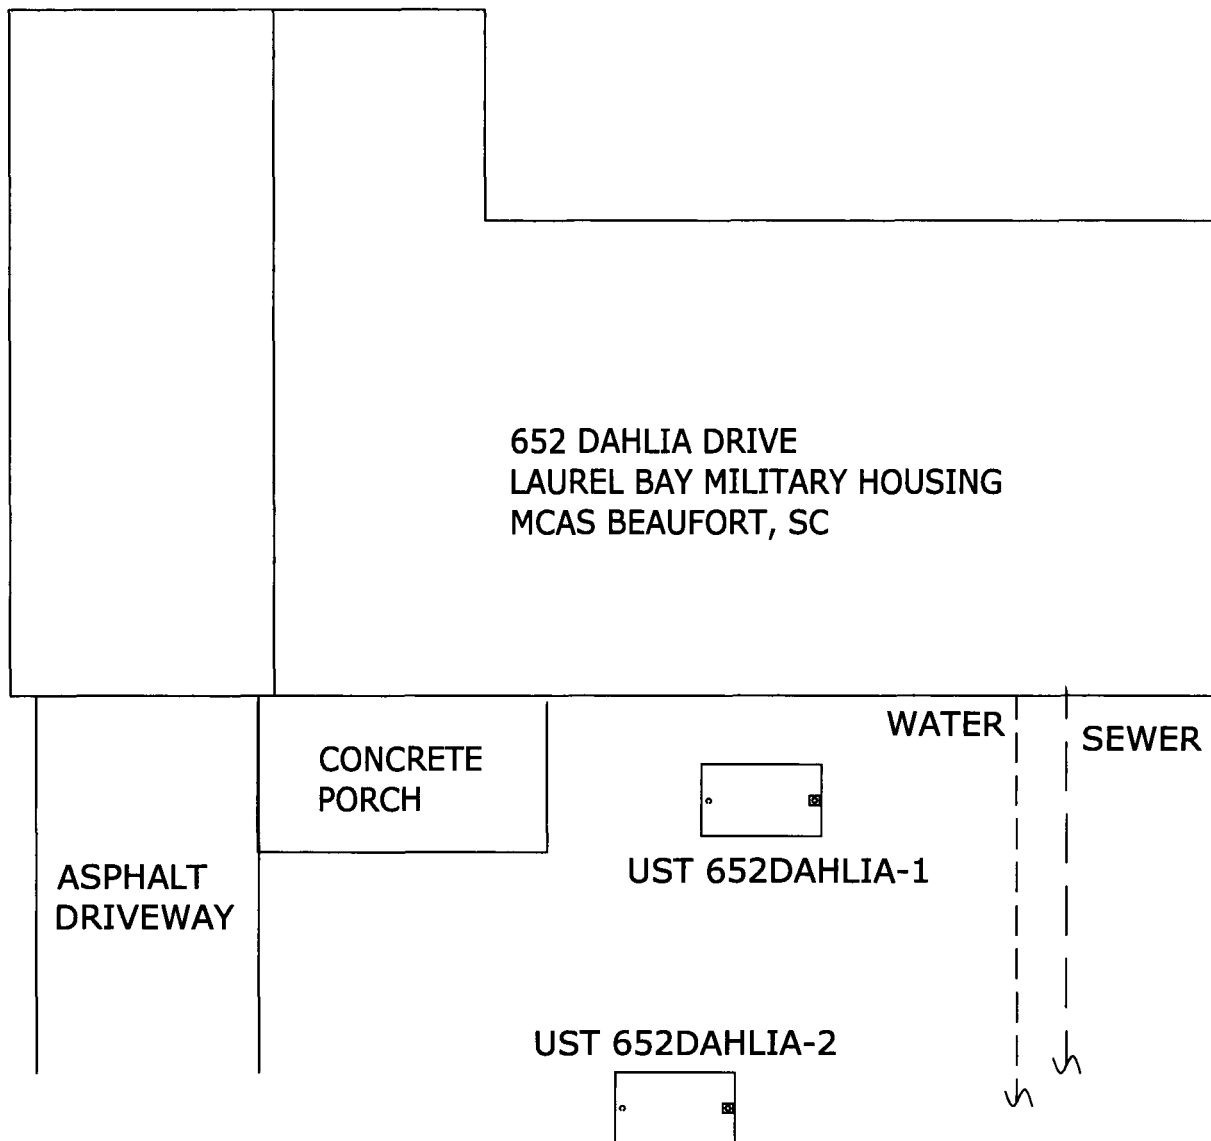 652 DAHLIA DRIVE
LAUREL BAY MILITARY HOUSING
MCAS BEAUFORT, SC
WATER
SEWER
CONCRETE
PORCH
UST 652DAHLIA-1
ASPHALT
DRIVEWAY
UST 652DAHLIA-2